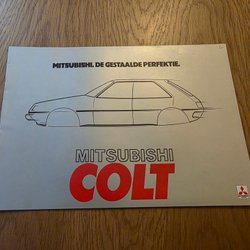 MITSUBISHI. DE GESTAALDE PERFEKTIE.
MITSUBISHI
COLT